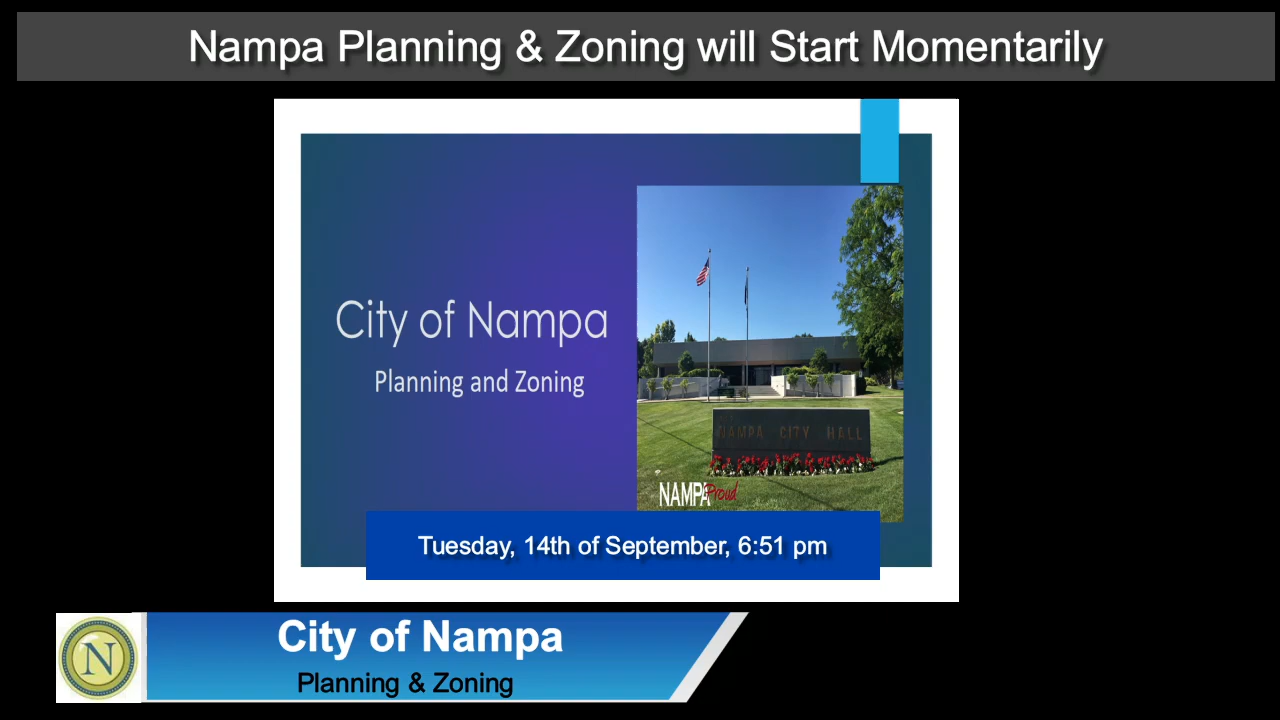 Nampa Planning & Zoning will Start Momentarily
City of Nampa
Planning and Zoning
NAMPA CITY HALL
NAMPA Proud
Tuesday, 14th of September, 6:51 pm
N
City of Nampa
Planning & Zoning